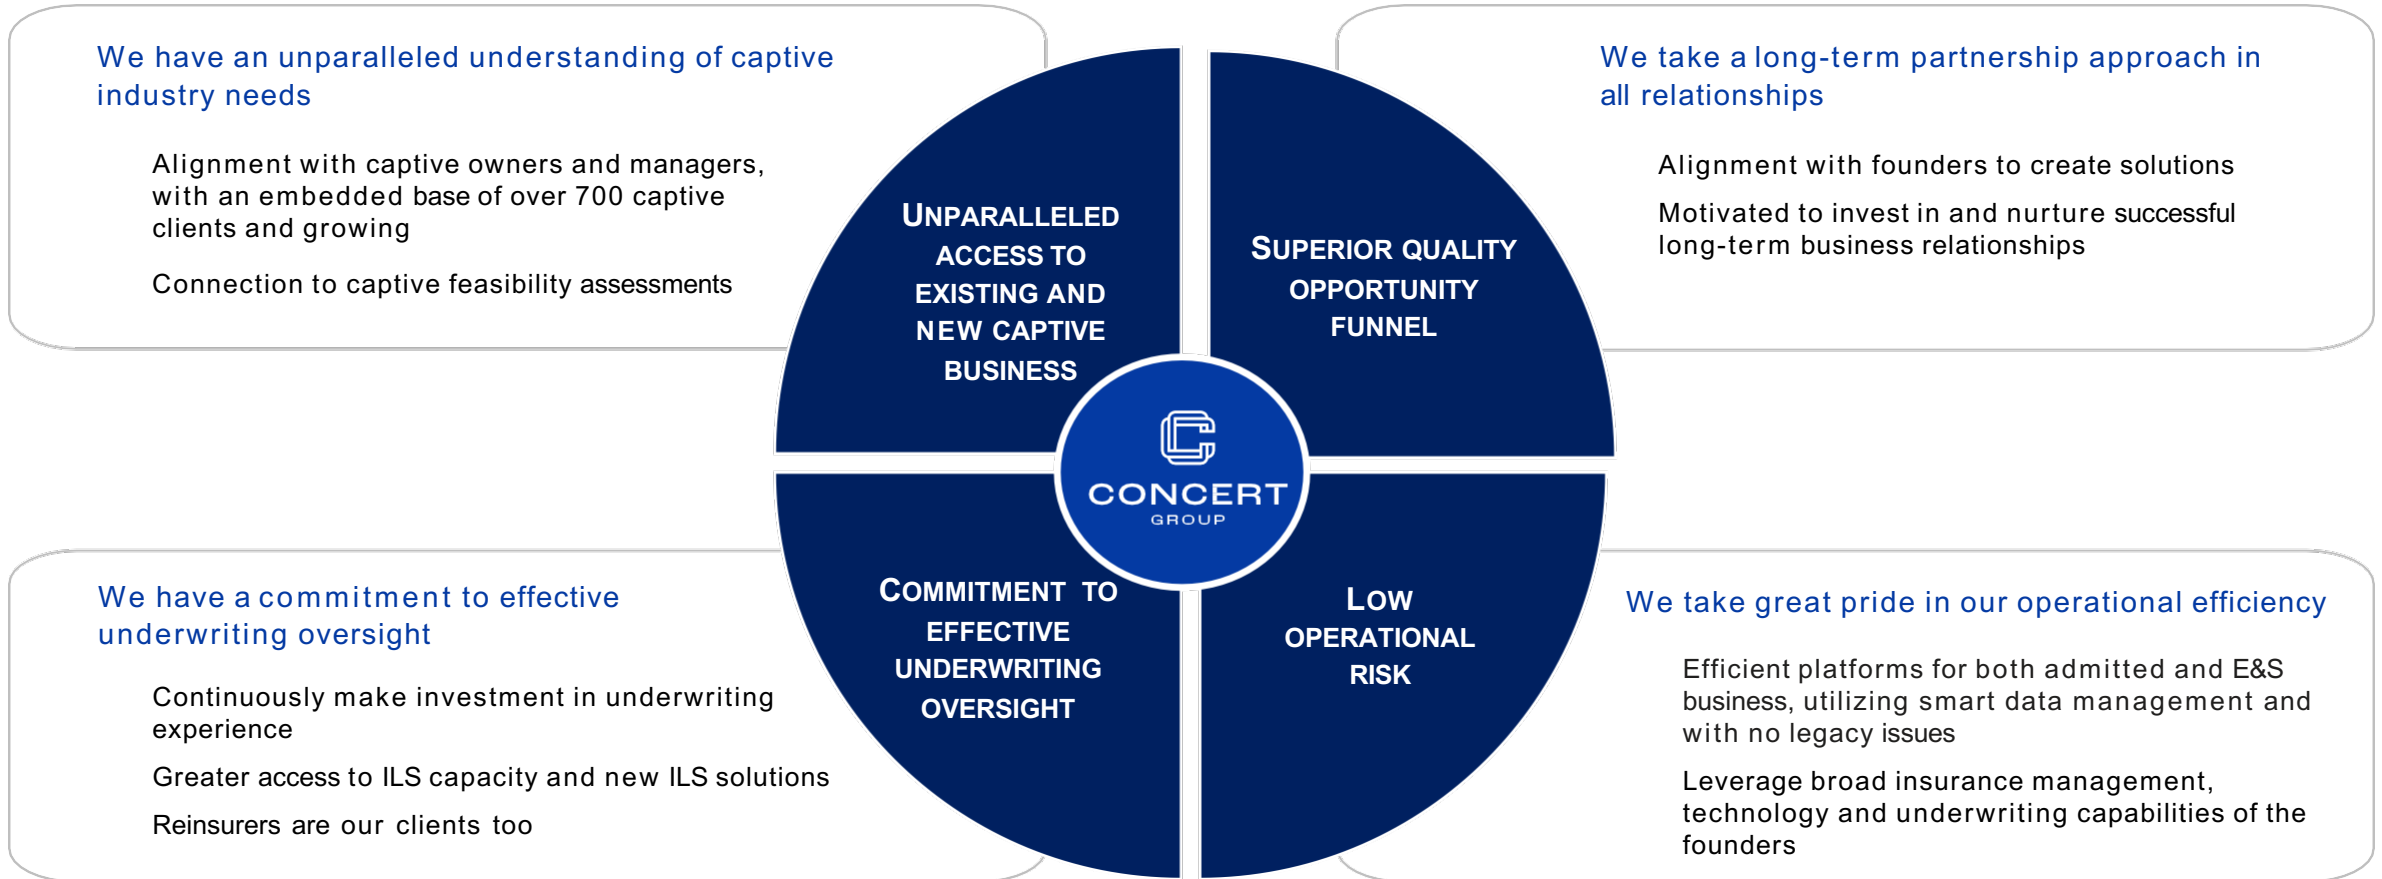 We have an unparalleled understanding of captive
industry needs
Alignment with captive owners and managers,
with an embedded base of over 700 captive
clients and growing
Connection to captive feasibility assessments
UNPARALLELED
ACCESS TO
EXISTING AND
NEW CAPTIVE
BUSINESS
SUPERIOR QUALITY
OPPORTUNITY
FUNNEL
We take a long-term partnership approach in
all relationships
Alignment with founders to create solutions
Motivated to invest in and nurture successful
long-term business relationships
CONCERT
GROUP
We have a commitment to effective
underwriting oversight
Continuously make investment in underwriting
experience
Greater access to ILS capacity and new ILS solutions
Reinsurers are our clients too
COMMITMENT TO
EFFECTIVE
UNDERWRITING
OVERSIGHT
LOW
OPERATIONAL
RISK
We take great pride in our operational efficiency
Efficient platforms for both admitted and E&S
business, utilizing smart data management and
with no legacy issues
Leverage broad insurance management,
technology and underwriting capabilities of the
founders